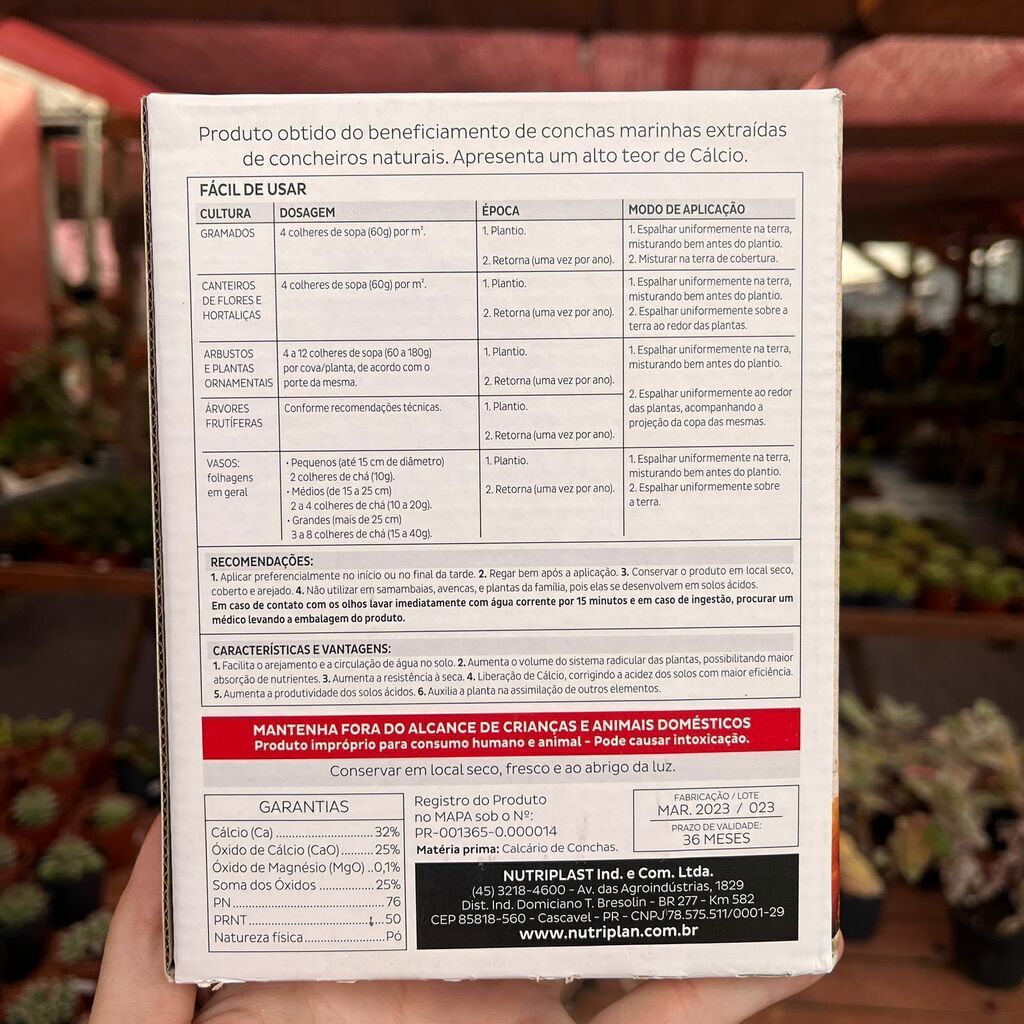 Produto obtido do beneficiamento de conchas marinhas extraídas
de concheiros naturais. Apresenta um alto teor de Cálcio.
FÁCIL DE USAR
CULTURA DOSAGEM ÉPOCA MODO DE APLICAÇÃO
GRAMADOS 4 colheres de sopa (60g) por m². 1. Plantio. 1. Espalhar uniformemente na terra,
misturando bem antes do plantio.
2. Retorna (uma vez por ano). 2. Misturar na terra de cobertura.
CANTEIROS 4 colheres de sopa (60g) por m². 1. Plantio. 1. Espalhar uniformemente na terra,
DE FLORES E misturando bem antes do plantio.
HORTALIÇAS 2. Retorna (uma vez por ano). 2. Espalhar uniformemente sobre a
terra ao redor das plantas.
ARBUSTOS 4 a 12 colheres de sopa (60 a 180g) 1. Plantio. 1. Espalhar uniformemente na terra,
E PLANTAS por cova/planta, de acordo com o misturando bem antes do plantio.
ORNAMENTAIS porte da mesma. 2. Retorna (uma vez por ano).
2. Espalhar uniformemente ao redor
ÁRVORES Conforme recomendações técnicas. 1. Plantio. das plantas, acompanhando a
FRUTÍFERAS projeção da copa das mesmas.
2. Retorna (uma vez por ano).
VASOS: • Pequenos (até 15 cm de diâmetro) 1. Plantio. 1. Espalhar uniformemente na terra,
folhagens 2 colheres de chá (10g). misturando bem antes do plantio.
em geral • Médios (de 15 a 25 cm) 2. Retorna (uma vez por ano). 2. Espalhar uniformemente sobre
2 a 4 colheres de chá (10 a 20g). a terra.
• Grandes (mais de 25 cm)
3 a 8 colheres de chá (15 a 40g).
RECOMENDAÇÕES:
1. Aplicar preferencialmente no início ou no final da tarde. 2. Regar bem após a aplicação. 3. Conservar o produto em local seco,
coberto e arejado. 4. Não utilizar em samambaias, avencas, e plantas da família, pois elas se desenvolvem em solos ácidos.
Em caso de contato com os olhos lavar imediatamente com água corrente por 15 minutos e em caso de ingestão, procurar um
médico levando a embalagem do produto.
CARACTERÍSTICAS E VANTAGENS:
1. Facilita o arejamento e a circulação de água no solo. 2. Aumenta o volume do sistema radicular das plantas, possibilitando maior
absorção de nutrientes. 3. Aumenta a resistência à seca. 4. Liberação de Cálcio, corrigindo a acidez dos solos com maior eficiência.
5. Aumenta a produtividade dos solos ácidos. 6. Auxilia a planta na assimilação de outros elementos.
MANTENHA FORA DO ALCANCE DE CRIANÇAS E ANIMAIS DOMÉSTICOS
Produto impróprio para consumo humano e animal - Pode causar intoxicação.
Conservar em local seco, fresco e ao abrigo da luz.
GARANTIAS
Cálcio (Ca) ........................ 32%
Óxido de Cálcio (CaO)......... 25%
Óxido de Magnésio (MgO) ..0,1%
Soma dos Óxidos ................ 25%
PN........................................ 76
PRNT.................................... 50
Natureza física.................... Pó
Registro do Produto
no MAPA sob o Nº:
PR-001365-0.000014
Matéria prima: Calcário de Conchas.
FABRICAÇÃO / LOTE
MAR. 2023 / 023
PRAZO DE VALIDADE:
36 MESES
NUTRIPLAST Ind. e Com. Ltda.
(45) 3218-4600 - Av. das Agroindústrias, 1829
Dist. Ind. Domiciano T. Bresolin - BR 277 - Km 582
CEP 85818-560 - Cascavel - PR - CNPJ 78.575.511/0001-29
www.nutriplan.com.br